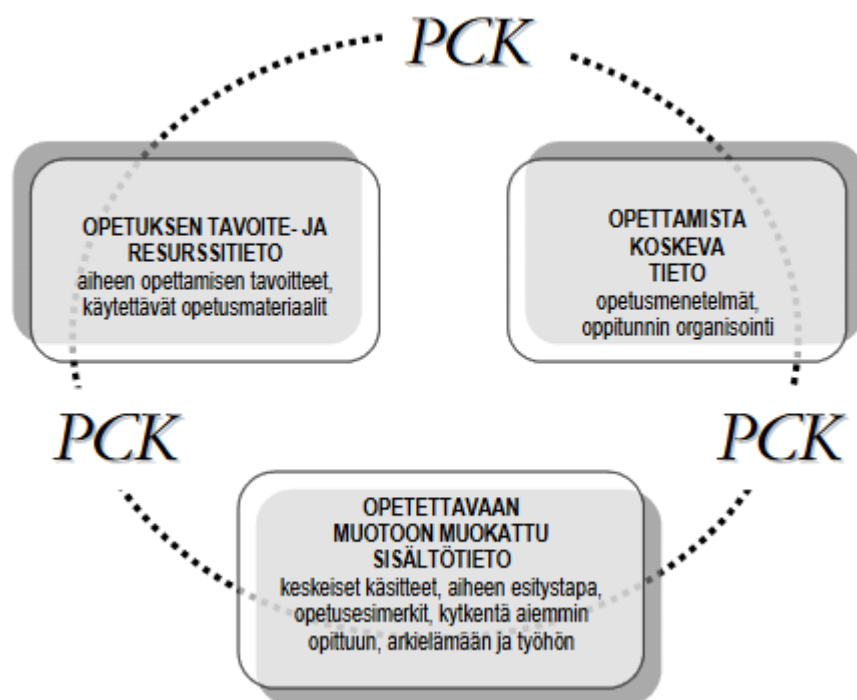 PCK
OPETUKSEN TAVOITE- JA
RESURSSITIETO
aiheen opettamisen tavoitteet,
käytettävät opetusmateriaalit
OPETTAMISTA
KOSKEVA
TIETO
opetusmenetelmät,
oppitunnin organisointi
PCK
PCK
OPETETTAVAAN
MUOTOON MUOKATTU
SISÄLTÖTIETO
keskeiset käsitteet, aiheen esitystapa,
opetusesimerkit, kytkentä aiemmin
opittuun, arkielämään ja työhön